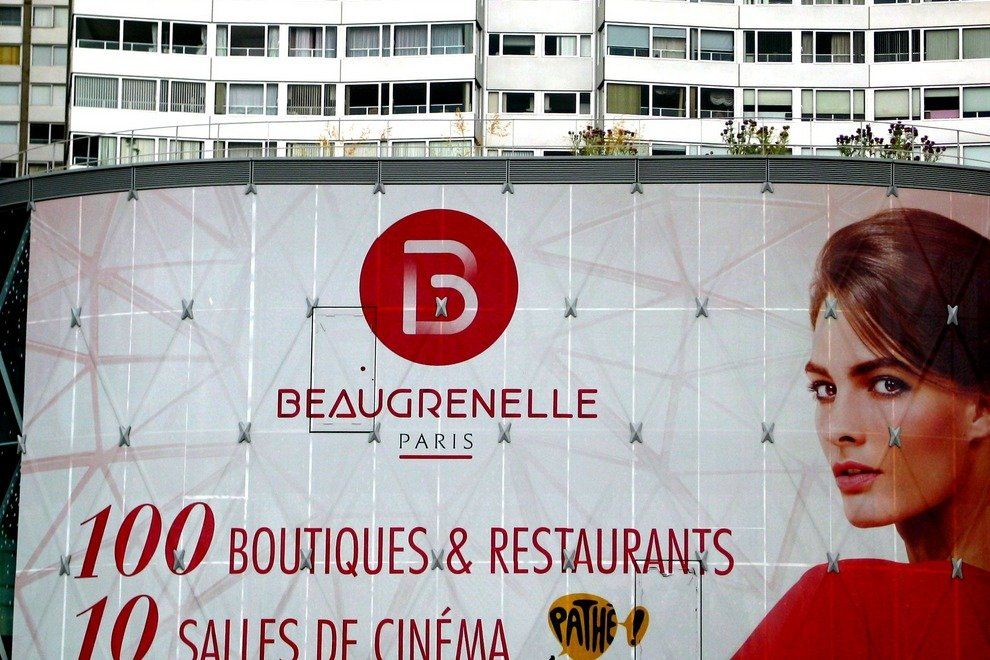 B
BEAUGRENELLE
PARIS
100 BOUTIQUES & RESTAURANTS
10 SALLES DE CINÉMA PATHÉ!